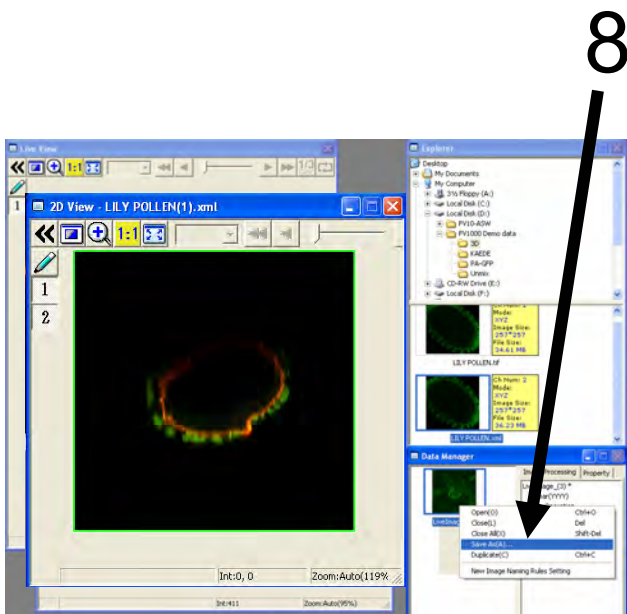 8
Live View
1:1
1/3
1
2D View - LILY POLLEN(1).xml
1:1
1
2
Int:0, 0
Zoom:Auto(119%
Int:411
Zoom:Auto(95%)
Explorer
Desktop
My Documents
My Computer
3½ Floppy (A:)
Local Disk (C:)
Local Disk (D:)
FV10-ASW
FV1000 Demo data
3D
KAEDE
PA-GFP
Unmix
CD-RW Drive (E:)
Local Disk (F:)
Mode:
XYZ
Image Size:
257*257
File Size:
34.61 MB
LILY POLLEN.tif
Ch Num: 2
Mode:
XYZ
Image Size:
257*257
File Size:
36.23 MB
LILY POLLEN.xml
Data Manager
Processing
Property
Open(O) Ctrl+O
Close(L) Del
Close All(X) Shift-Del
Save As(A)...
Duplicate(C) Ctrl+C
New Image Naming Rules Setting